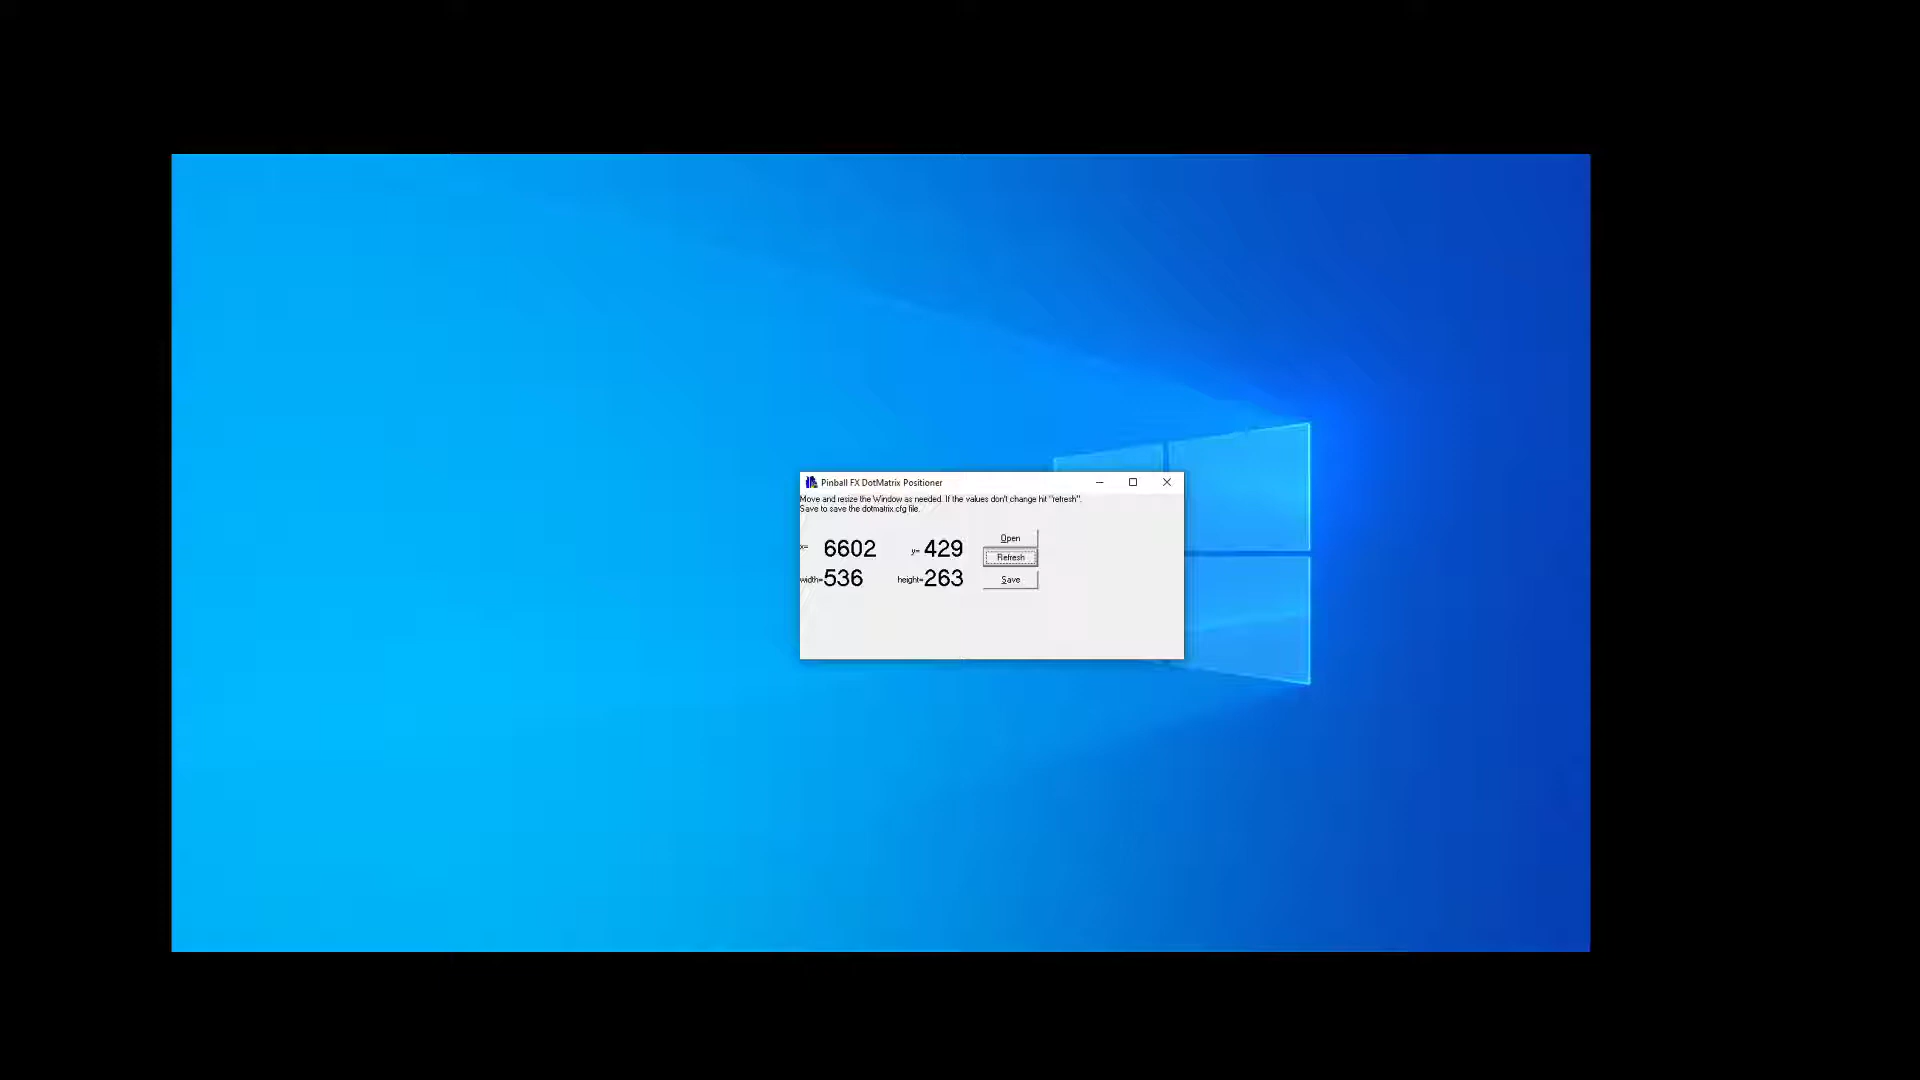 Pinball FX DotMatrix Positioner
Move and resize the Window as needed. If the values don't change hit "refresh".
Save to save the dotmatrix.cfg file.
x= 6602 y= 429 Open
Refresh
width= 536 height= 263 Save